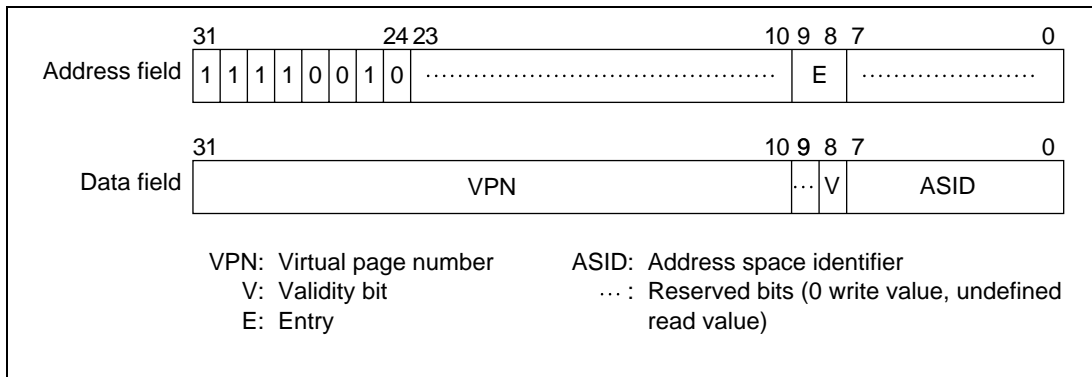 31 24 23 10 9 8 7 0
Address field 1 1 1 1 0 0 1 0 ⋯ E ⋯
31 10 9 8 7 0
Data field VPN ⋯ V ASID
VPN: Virtual page number ASID: Address space identifier
V: Validity bit ⋯ : Reserved bits (0 write value, undefined
E: Entry read value)